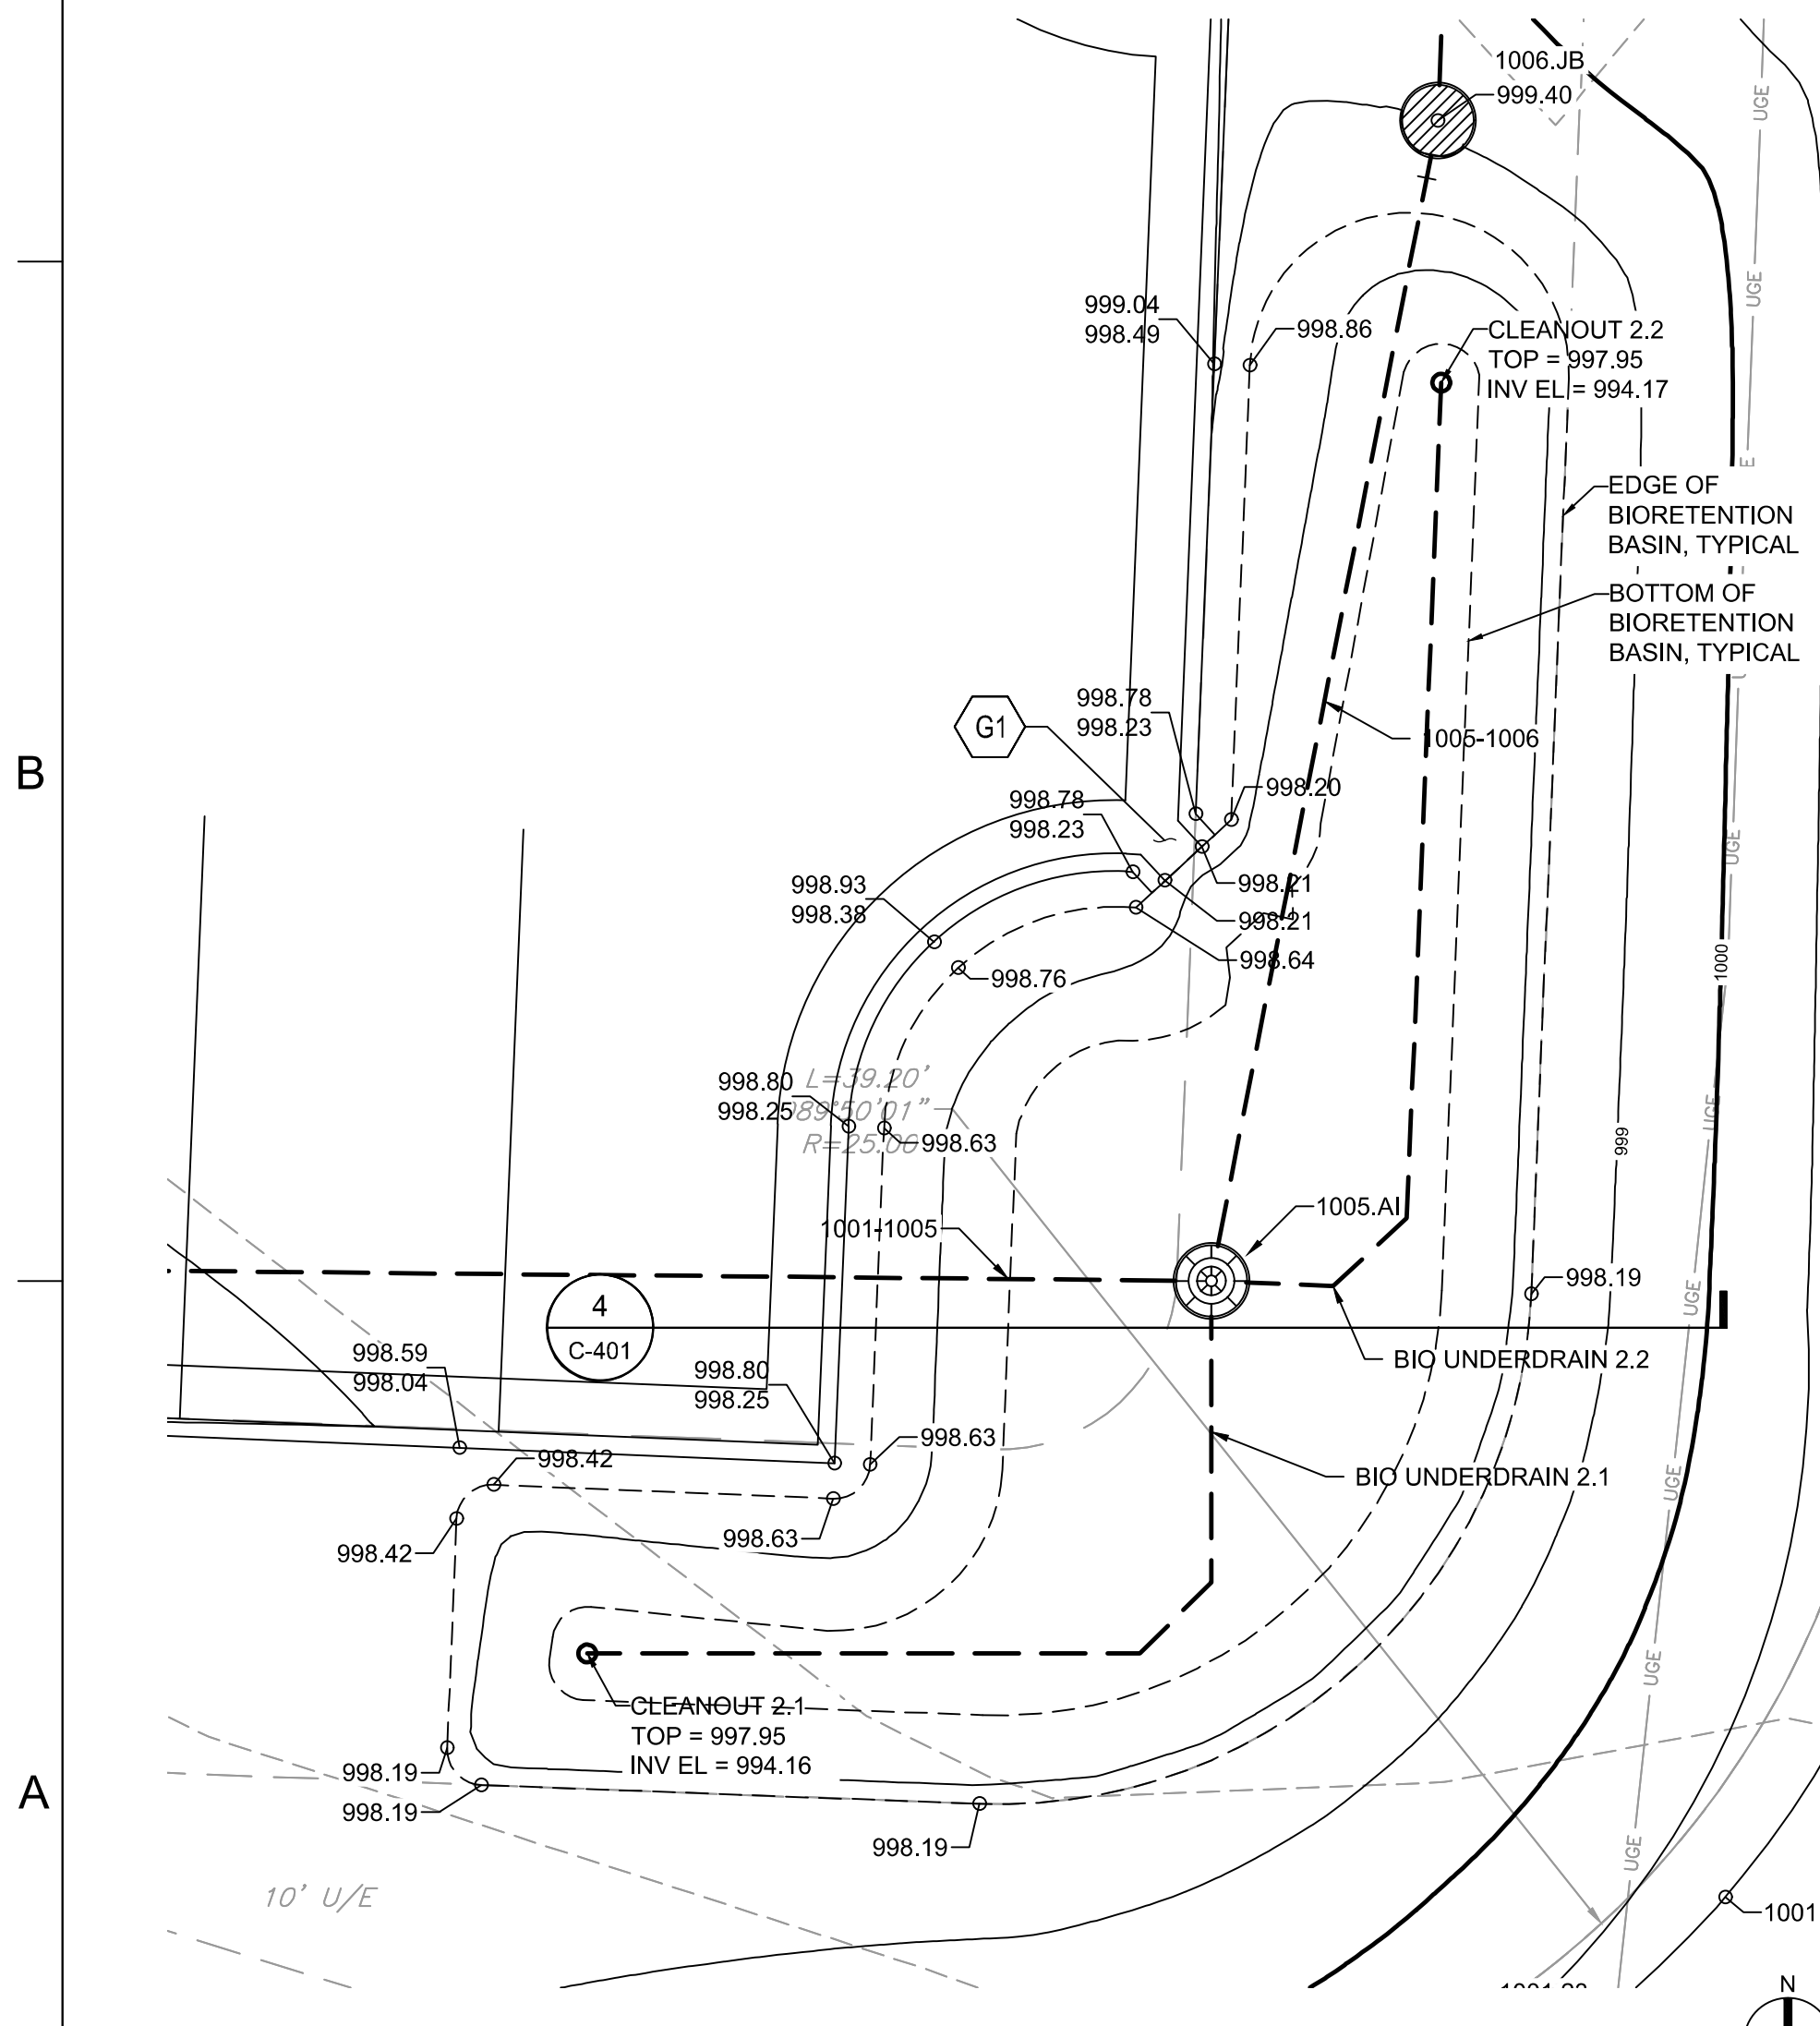 1006.JB
999.40
UGE
UGE
999.04
998.49
998.86
CLEANOUT 2.2
TOP = 997.95
INV EL = 994.17
EDGE OF
BIORETENTION
BASIN, TYPICAL
BOTTOM OF
BIORETENTION
BASIN, TYPICAL
G1
998.78
998.23
1005-1006
B
998.78
998.23
998.20
UGE
998.93
998.38
998.21
998.21
998.64
998.76
1000
L=39.20'
998.80
998.25
89°50'01"
R=25.00
998.63
UGE
999
1005.AI
1001-1005
998.19
UGE
4
C-401
998.59
998.04
998.80
998.25
BIO UNDERDRAIN 2.2
998.42
998.63
BIO UNDERDRAIN 2.1
UGE
998.42
998.63
UGE
CLEANOUT 2.1
TOP = 997.95
INV EL = 994.16
998.19
998.19
A
998.19
UGE
10' U/E
1001
N